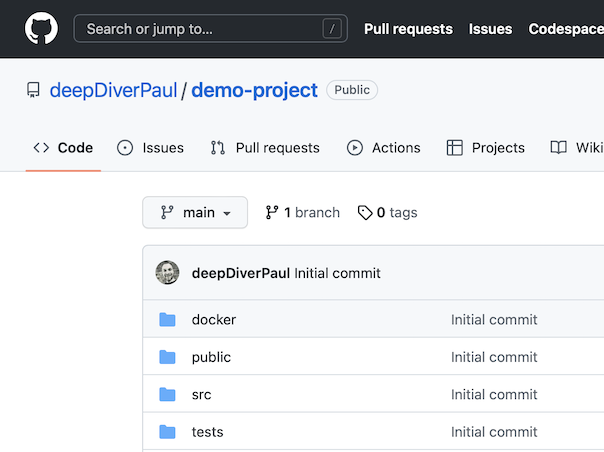 Search or jump to... / Pull requests Issues Codespace
deepDiverPaul / demo-project Public
Code Issues Pull requests Actions Projects Wiki
main 1 branch 0 tags
deepDiverPaul Initial commit
docker Initial commit
public Initial commit
src Initial commit
tests Initial commit